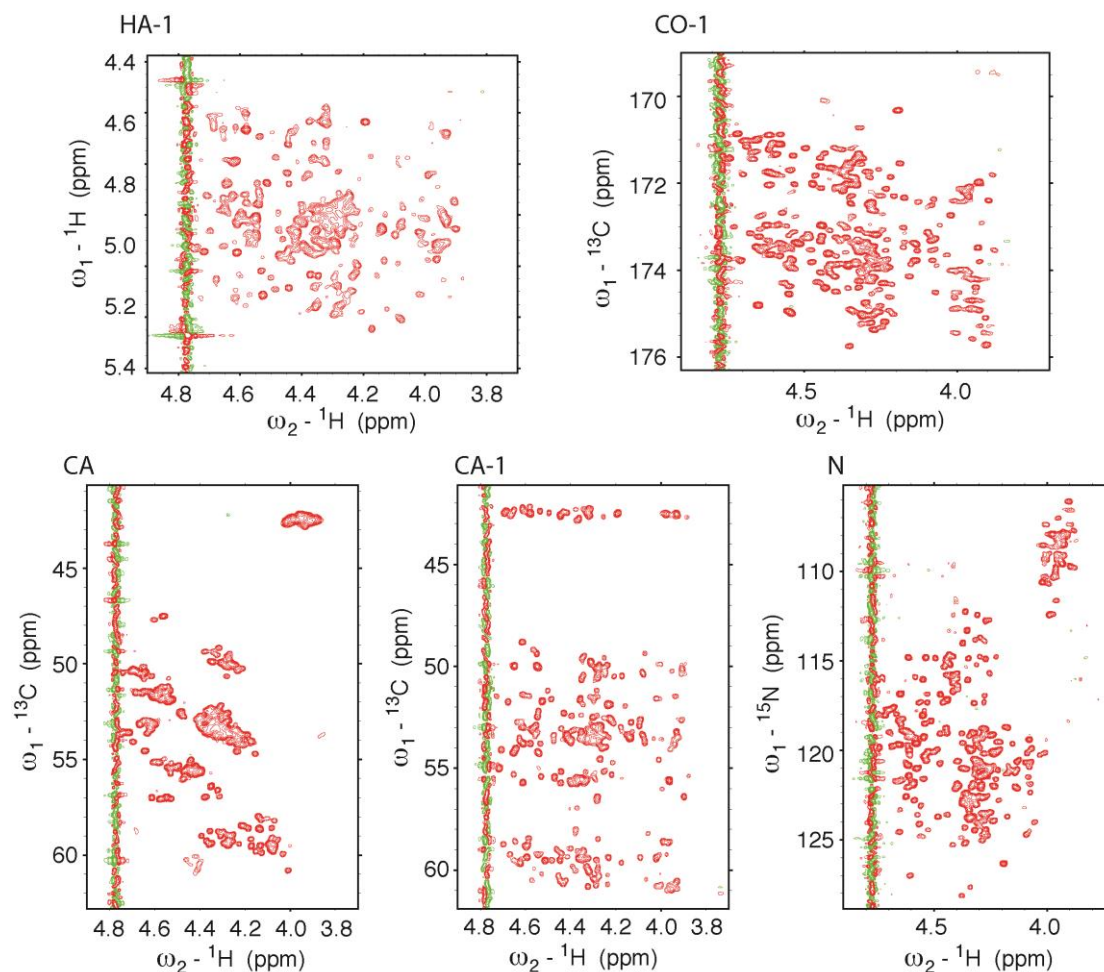 HA-1
4.4
4.6
4.8
5.0
5.2
5.4
ω₁ - ¹H (ppm)
4.8 4.6 4.4 4.2 4.0 3.8
ω₂ - ¹H (ppm)
CO-1
170
172
174
176
ω₁ - ¹³C (ppm)
4.5 4.0
ω₂ - ¹H (ppm)
CA
45
50
55
60
ω₁ - ¹³C (ppm)
4.8 4.6 4.4 4.2 4.0 3.8
ω₂ - ¹H (ppm)
CA-1
45
50
55
60
ω₁ - ¹³C (ppm)
4.8 4.6 4.4 4.2 4.0 3.8
ω₂ - ¹H (ppm)
N
110
115
120
125
ω₁ - ¹⁵N (ppm)
4.5 4.0
ω₂ - ¹H (ppm)